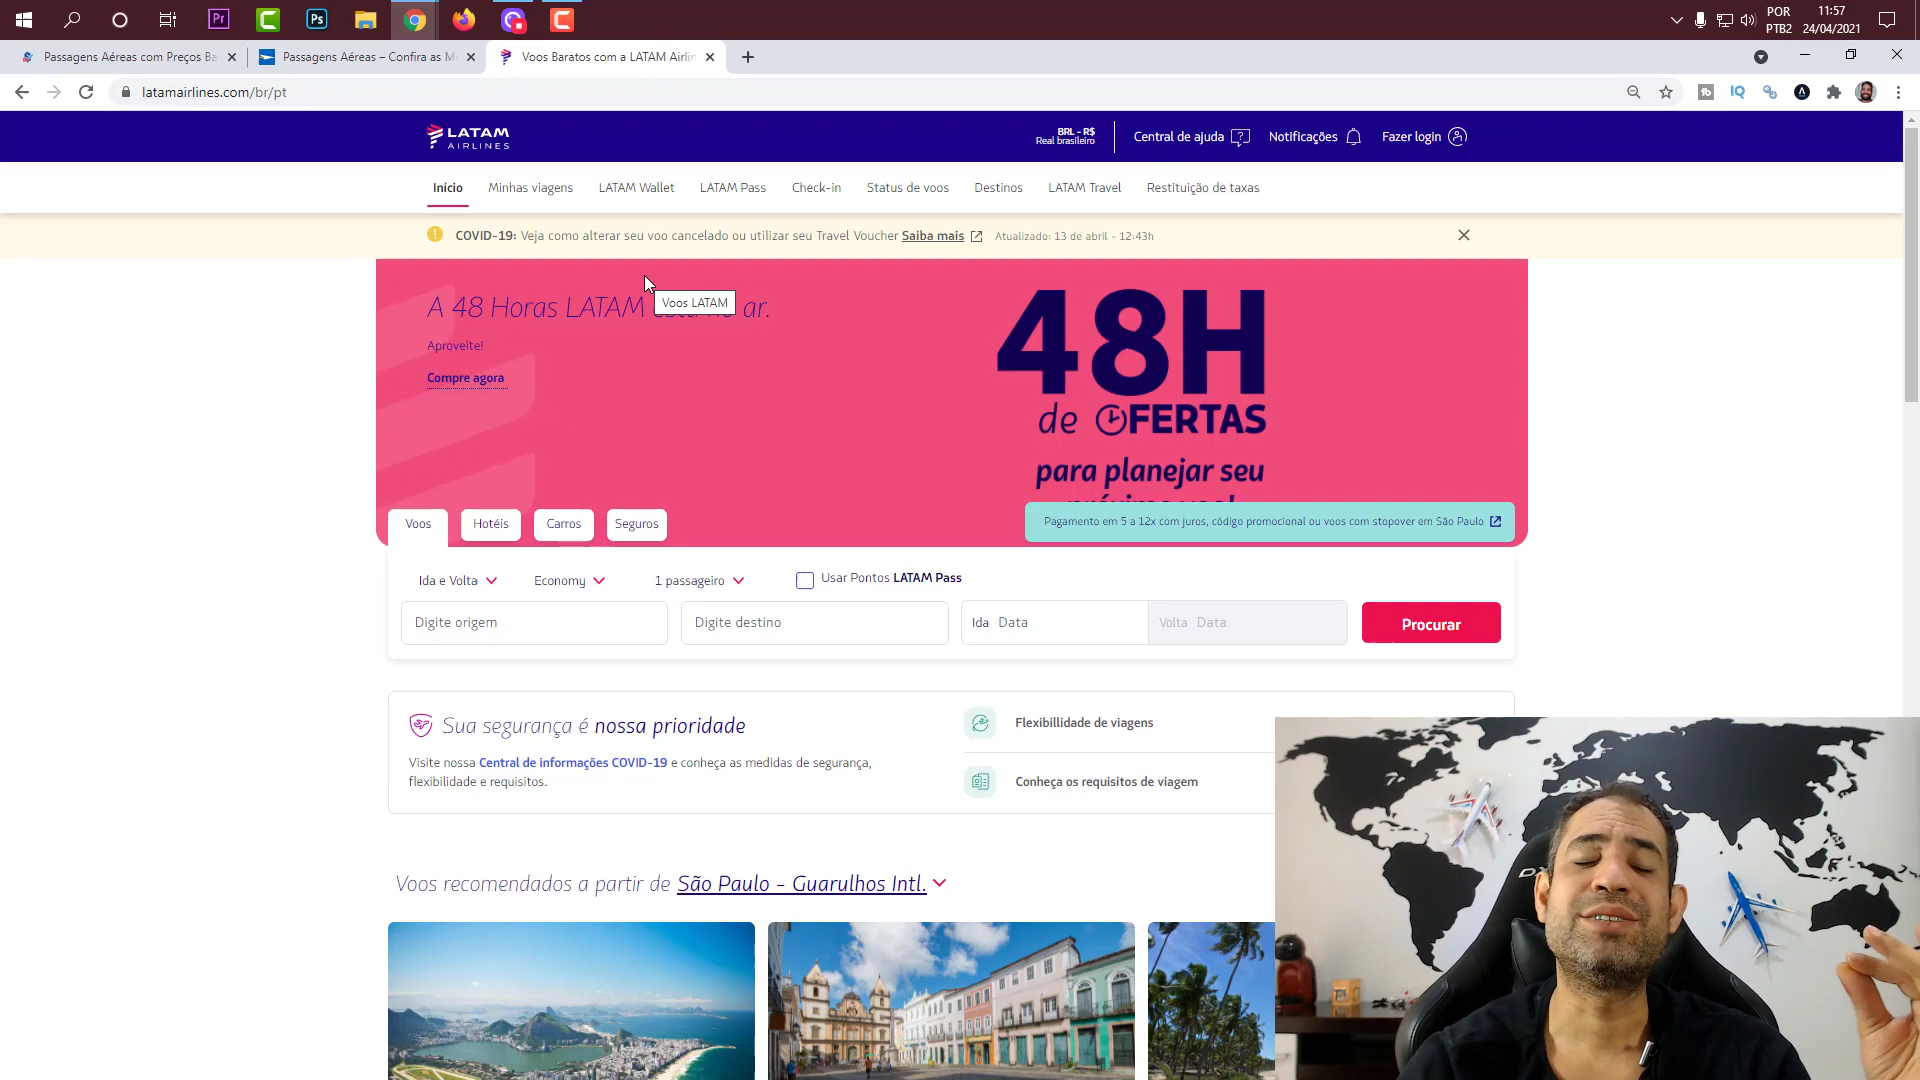 Pr
Ps
POR
PTB2
11:57
24/04/2021
Passagens Aéreas com Preços Ba
Passagens Aéreas – Confira as M
Voos Baratos com a LATAM Airlin
latamairlines.com/br/pt
IQ
LATAM
AIRLINES
BRL - R$
Real brasileiro
Central de ajuda
Notificações
Fazer login
Início
Minhas viagens
LATAM Wallet
LATAM Pass
Check-in
Status de voos
Destinos
LATAM Travel
Restituição de taxas
COVID-19: Veja como alterar seu voo cancelado ou utilizar seu Travel Voucher Saiba mais
Atualizado: 13 de abril - 12:43h
A 48 Horas LATAM está no ar.
Voos LATAM
Aproveite!
Compre agora
48H
de OFERTAS
para planejar seu
próximo voo!
Voos
Hotéis
Carros
Seguros
Pagamento em 5 a 12x com juros, código promocional ou voos com stopover em São Paulo
Ida e Volta
Economy
1 passageiro
Usar Pontos LATAM Pass
Digite origem
Digite destino
Ida Data
Volta Data
Procurar
Sua segurança é nossa prioridade
Visite nossa Central de informações COVID-19 e conheça as medidas de segurança,
flexibilidade e requisitos.
Flexibillidade de viagens
Conheça os requisitos de viagem
Voos recomendados a partir de São Paulo - Guarulhos Intl.